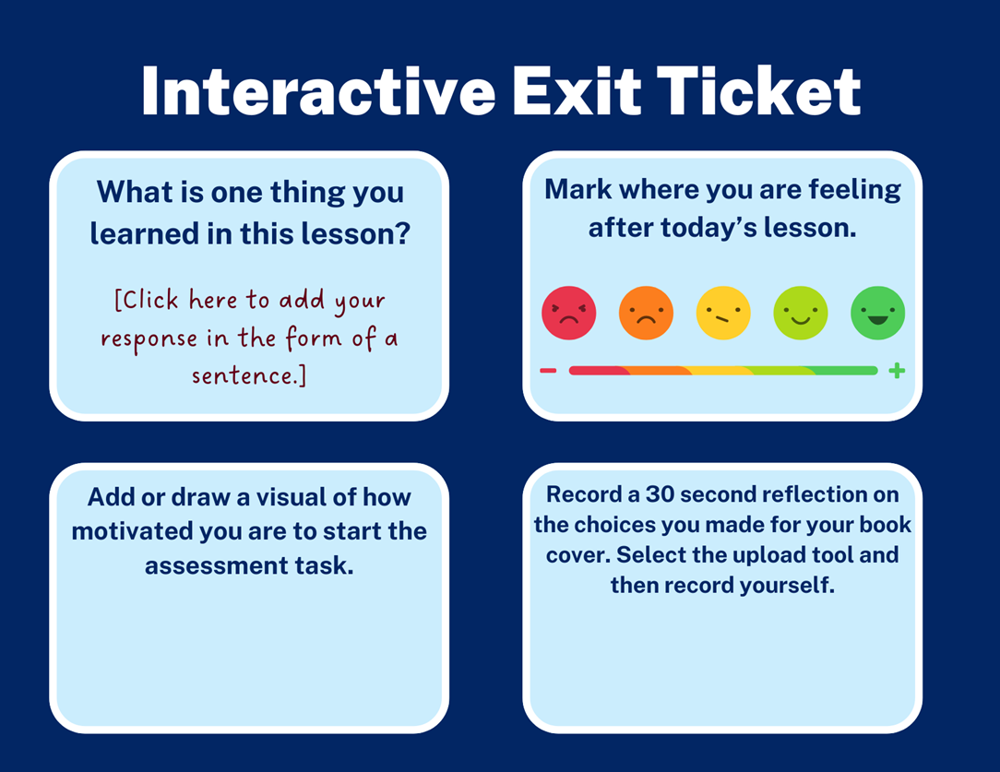 Interactive Exit Ticket
What is one thing you
learned in this lesson?
[Click here to add your
response in the form of a
sentence.]
Mark where you are feeling
after today’s lesson.
Add or draw a visual of how
motivated you are to start the
assessment task.
Record a 30 second reflection on
the choices you made for your book
cover. Select the upload tool and
then record yourself.